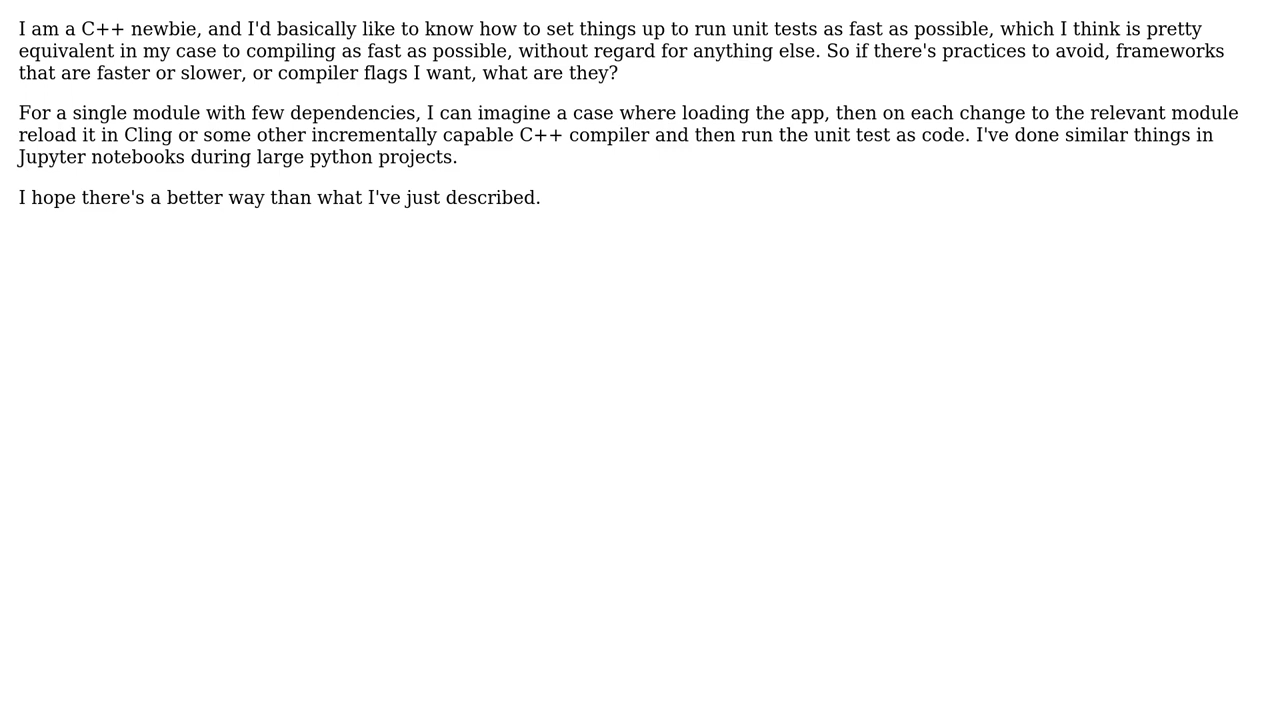 I am a C++ newbie, and I'd basically like to know how to set things up to run unit tests as fast as possible, which I think is pretty
equivalent in my case to compiling as fast as possible, without regard for anything else. So if there's practices to avoid, frameworks
that are faster or slower, or compiler flags I want, what are they?
For a single module with few dependencies, I can imagine a case where loading the app, then on each change to the relevant module
reload it in Cling or some other incrementally capable C++ compiler and then run the unit test as code. I've done similar things in
Jupyter notebooks during large python projects.
I hope there's a better way than what I've just described.